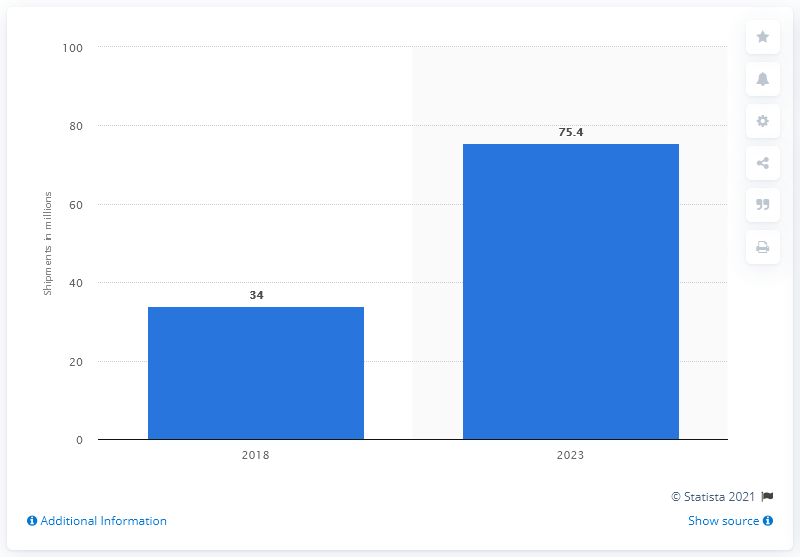 100
80
60
40
20
0
Shipments in millions
34
75.4
2018
2023
© Statista 2021
Additional Information
Show source